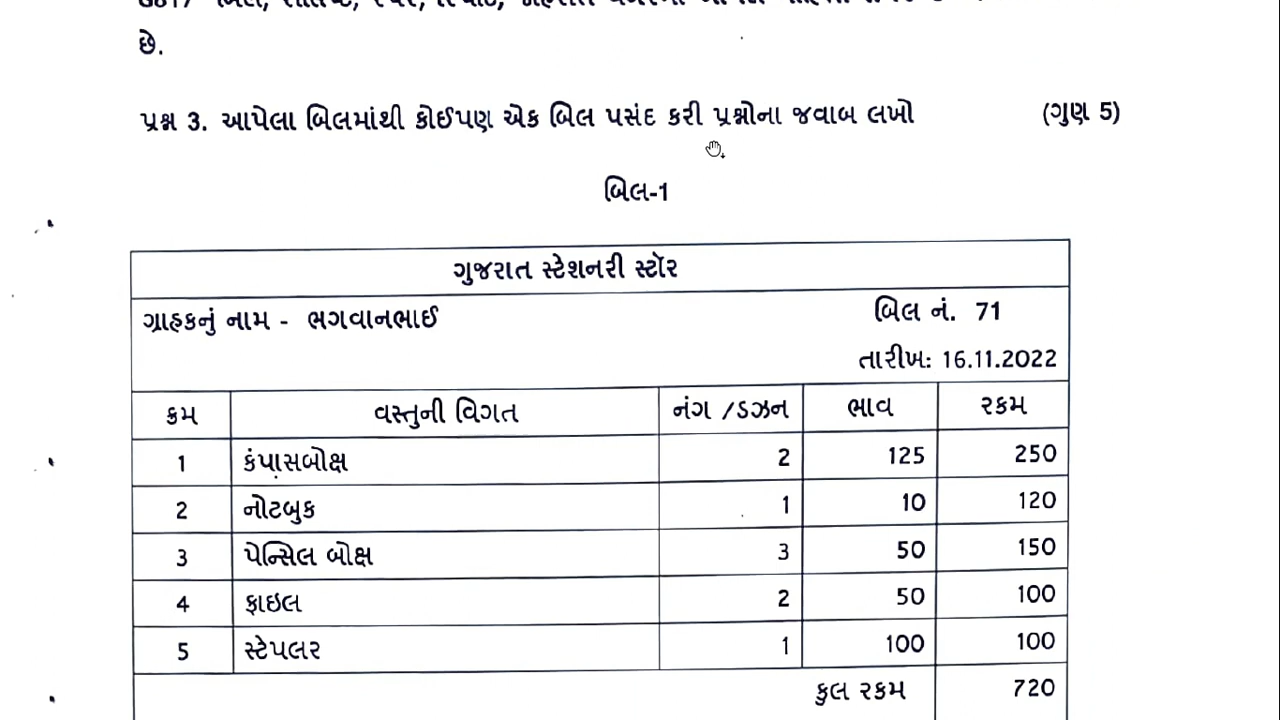 છે.
પ્રશ્ન 3. આપેલા બિલમાંથી કોઈપણ એક બિલ પસંદ કરી પ્રશ્નોના જવાબ લખો (ગુણ 5)
બિલ-1
ગુજરાત સ્ટેશનરી સ્ટૉર
ગ્રાહકનું નામ - ભગવાનભાઈ બિલ નં. 71
તારીખ: 16.11.2022
ક્રમ વસ્તુની વિગત નંગ /ડઝન ભાવ રકમ
1 કંપાસબોક્ષ 2 125 250
2 નોટબુક 1 10 120
3 પેન્સિલ બોક્ષ 3 50 150
4 ફાઇલ 2 50 100
5 સ્ટેપલર 1 100 100
કુલ રકમ 720